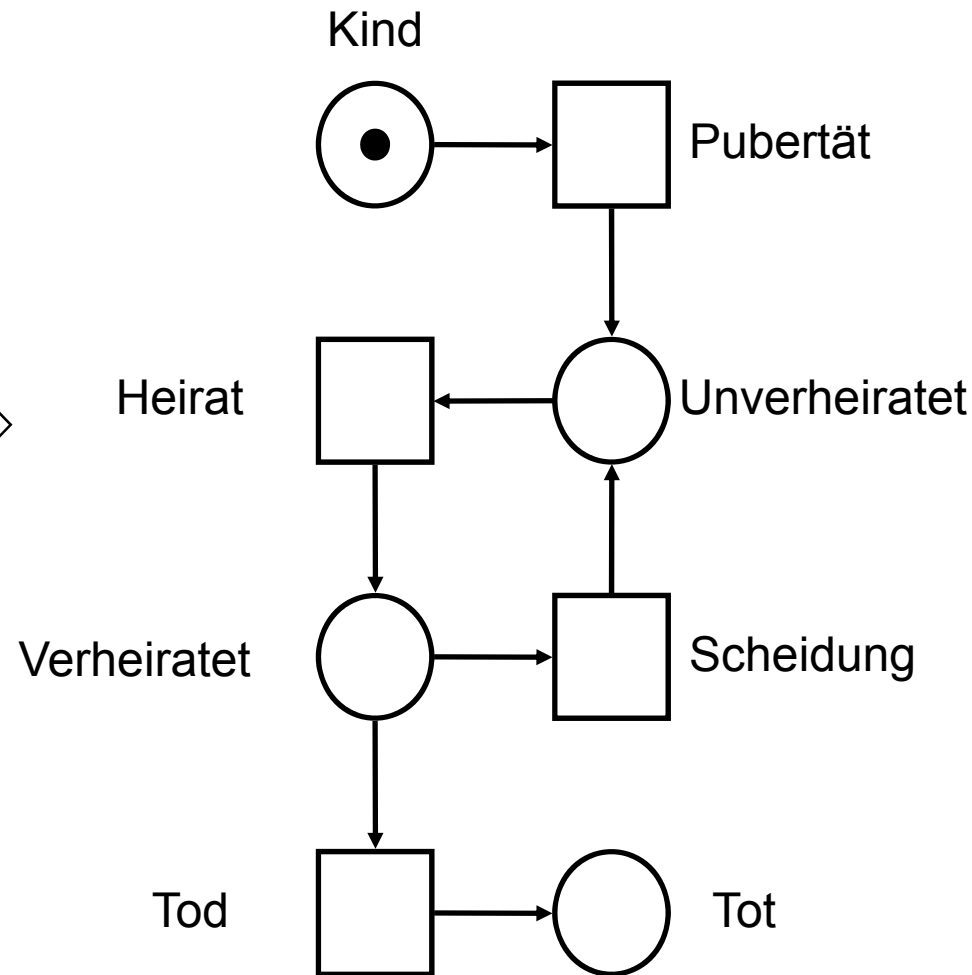 Kind
Pubertät
Heirat
Unverheiratet
Verheiratet
Scheidung
Tod
Tot